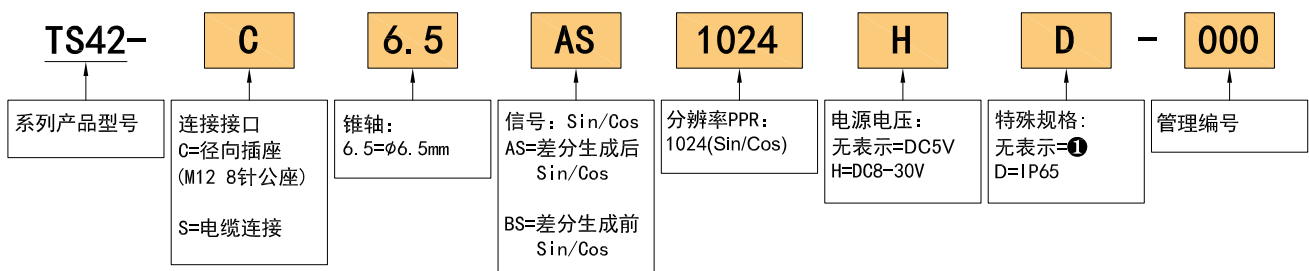 TS42- C 6.5 AS 1024 H D - 000
系列产品型号
连接接口
C=径向插座
(M12 8针公座)
S=电缆连接
锥轴：
6.5=φ6.5mm
信号: Sin/Cos
AS=差分生成后
Sin/Cos
BS=差分生成前
Sin/Cos
分辨率PPR:
1024(Sin/Cos)
电源电压:
无表示=DC5V
H=DC8-30V
特殊规格:
无表示=❶
D=IP65
管理编号